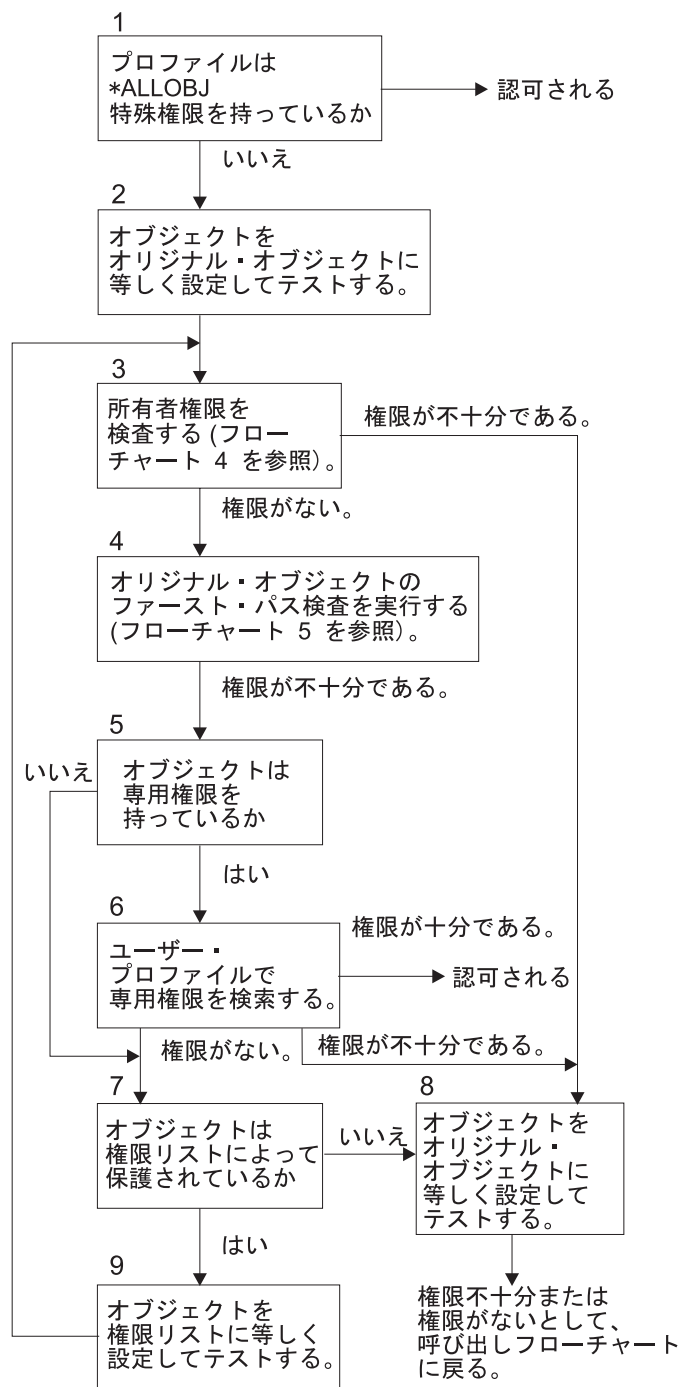 1
プロファイルは
*ALLOBJ
特殊権限を持っているか
認可される
いいえ
2
オブジェクトを
オリジナル・オブジェクトに
等しく設定してテストする。
3
所有者権限を
検査する (フロー
チャート 4 を参照)。
権限が不十分である。
権限がない。
4
オリジナル・オブジェクトの
ファースト・パス検査を実行する
(フローチャート 5 を参照)。
権限が不十分である。
5
いいえ
オブジェクトは
専用権限を
持っているか
はい
6
権限が十分である。
ユーザー・
プロファイルで
専用権限を検索する。
認可される
権限がない。
権限が不十分である。
7
オブジェクトは
権限リストによって
保護されているか
いいえ
8
オブジェクトを
オリジナル・
オブジェクトに
等しく設定して
テストする。
はい
9
オブジェクトを
権限リストに等しく
設定してテストする。
権限不十分または
権限がないとして、
呼び出しフローチャート
に戻る。